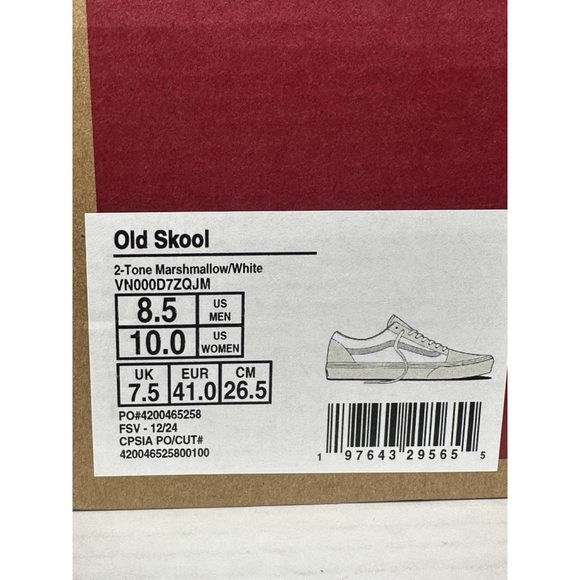 Old Skool
2-Tone Marshmallow/White
VN000D7ZQJM
8.5 US MEN
10.0 US WOMEN
UK EUR CM
7.5 41.0 26.5
PO#4200465258
FSV - 12/24
CPSIA PO/CUT#
420046525800100
1 97643 29565 5